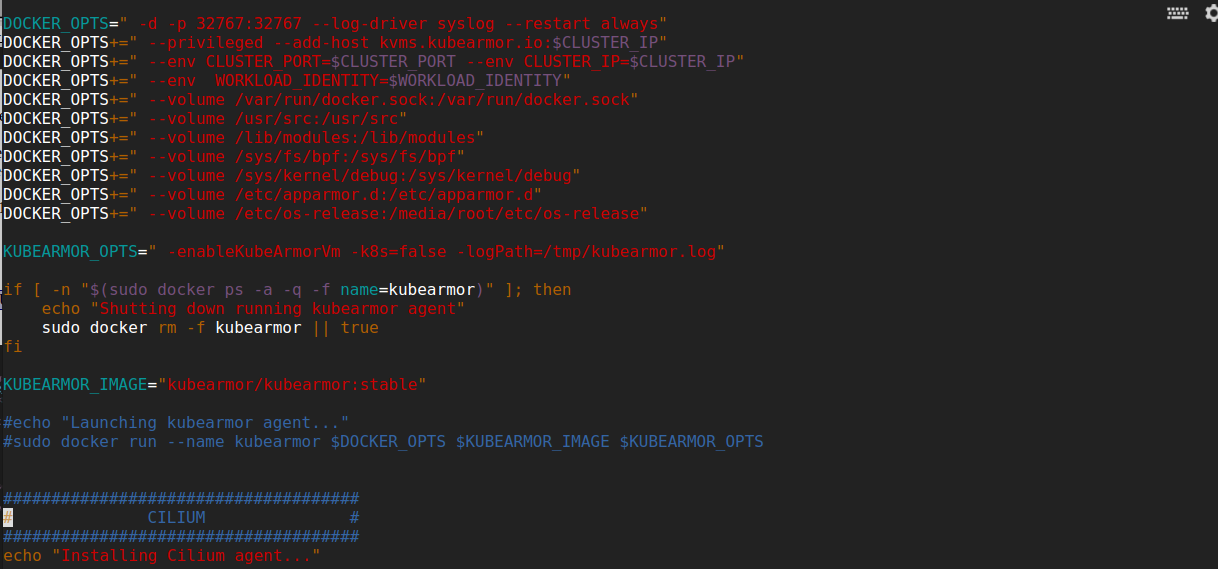 DOCKER_OPTS=" -d -p 32767:32767 --log-driver syslog --restart always"
DOCKER_OPTS+=" --privileged --add-host kvms.kubearmor.io:$CLUSTER_IP"
DOCKER_OPTS+=" --env CLUSTER_PORT=$CLUSTER_PORT --env CLUSTER_IP=$CLUSTER_IP"
DOCKER_OPTS+=" --env  WORKLOAD_IDENTITY=$WORKLOAD_IDENTITY"
DOCKER_OPTS+=" --volume /var/run/docker.sock:/var/run/docker.sock"
DOCKER_OPTS+=" --volume /usr/src:/usr/src"
DOCKER_OPTS+=" --volume /lib/modules:/lib/modules"
DOCKER_OPTS+=" --volume /sys/fs/bpf:/sys/fs/bpf"
DOCKER_OPTS+=" --volume /sys/kernel/debug:/sys/kernel/debug"
DOCKER_OPTS+=" --volume /etc/apparmor.d:/etc/apparmor.d"
DOCKER_OPTS+=" --volume /etc/os-release:/media/root/etc/os-release"

KUBEARMOR_OPTS=" -enableKubeArmorVm -k8s=false -logPath=/tmp/kubearmor.log"

if [ -n "$(sudo docker ps -a -q -f name=kubearmor)" ]; then
    echo "Shutting down running kubearmor agent"
    sudo docker rm -f kubearmor || true
fi

KUBEARMOR_IMAGE="kubearmor/kubearmor:stable"

#echo "Launching kubearmor agent..."
#sudo docker run --name kubearmor $DOCKER_OPTS $KUBEARMOR_IMAGE $KUBEARMOR_OPTS


#####################################
#              CILIUM               #
#####################################
echo "Installing Cilium agent..."